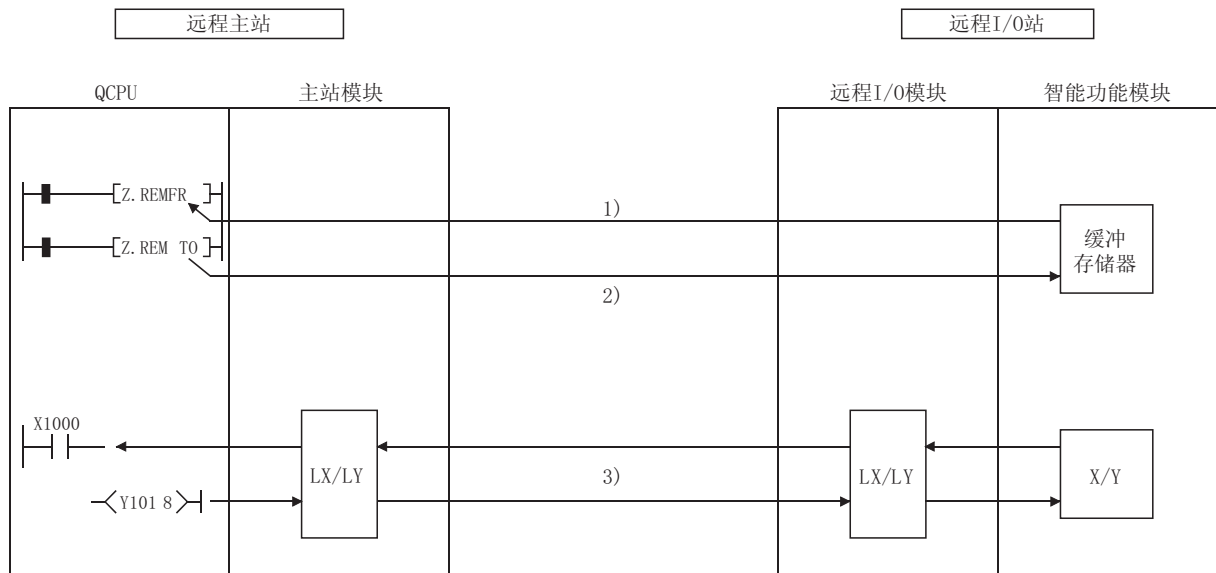 远程主站
远程I/O站
QCPU
主站模块
远程I/O模块
智能功能模块
Z.REMFR
1)
Z.REM TO
缓冲
存储器
2)
X1000
LX/LY
3)
LX/LY
X/Y
Y101 8